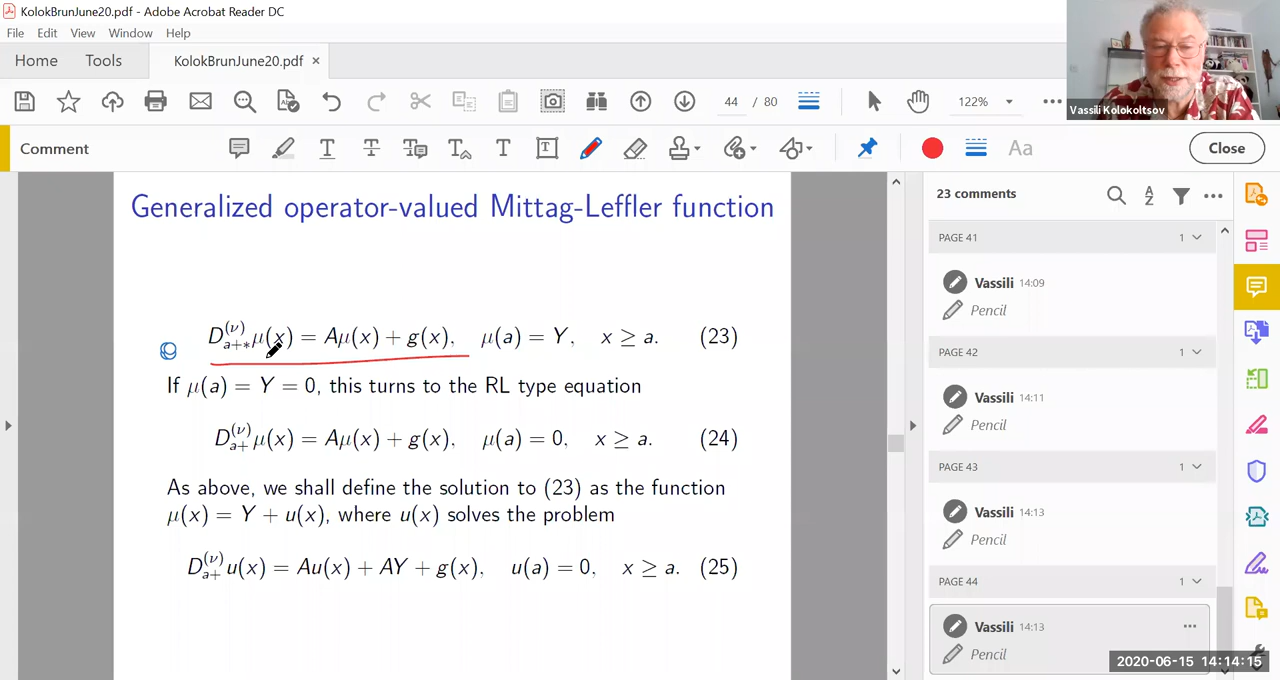 KolokBrunJune20.pdf - Adobe Acrobat Reader DC
File Edit View Window Help
Home Tools KolokBrunJune20.pdf ×
44 / 80 122%
Vassili Kolokoltsov
Comment Aa Close
Generalized operator-valued Mittag-Leffler function
D^{(ν)}_{a+*}μ(x) = Aμ(x) + g(x), μ(a) = Y, x ≥ a. (23)
If μ(a) = Y = 0, this turns to the RL type equation
D^{(ν)}_{a+}μ(x) = Aμ(x) + g(x), μ(a) = 0, x ≥ a. (24)
As above, we shall define the solution to (23) as the function
μ(x) = Y + u(x), where u(x) solves the problem
D^{(ν)}_{a+}u(x) = Au(x) + AY + g(x), u(a) = 0, x ≥ a. (25)
23 comments
PAGE 41 1
Vassili 14:09
Pencil
PAGE 42 1
Vassili 14:11
Pencil
PAGE 43 1
Vassili 14:13
Pencil
PAGE 44 1
Vassili 14:13
Pencil
2020-06-15 14:14:15